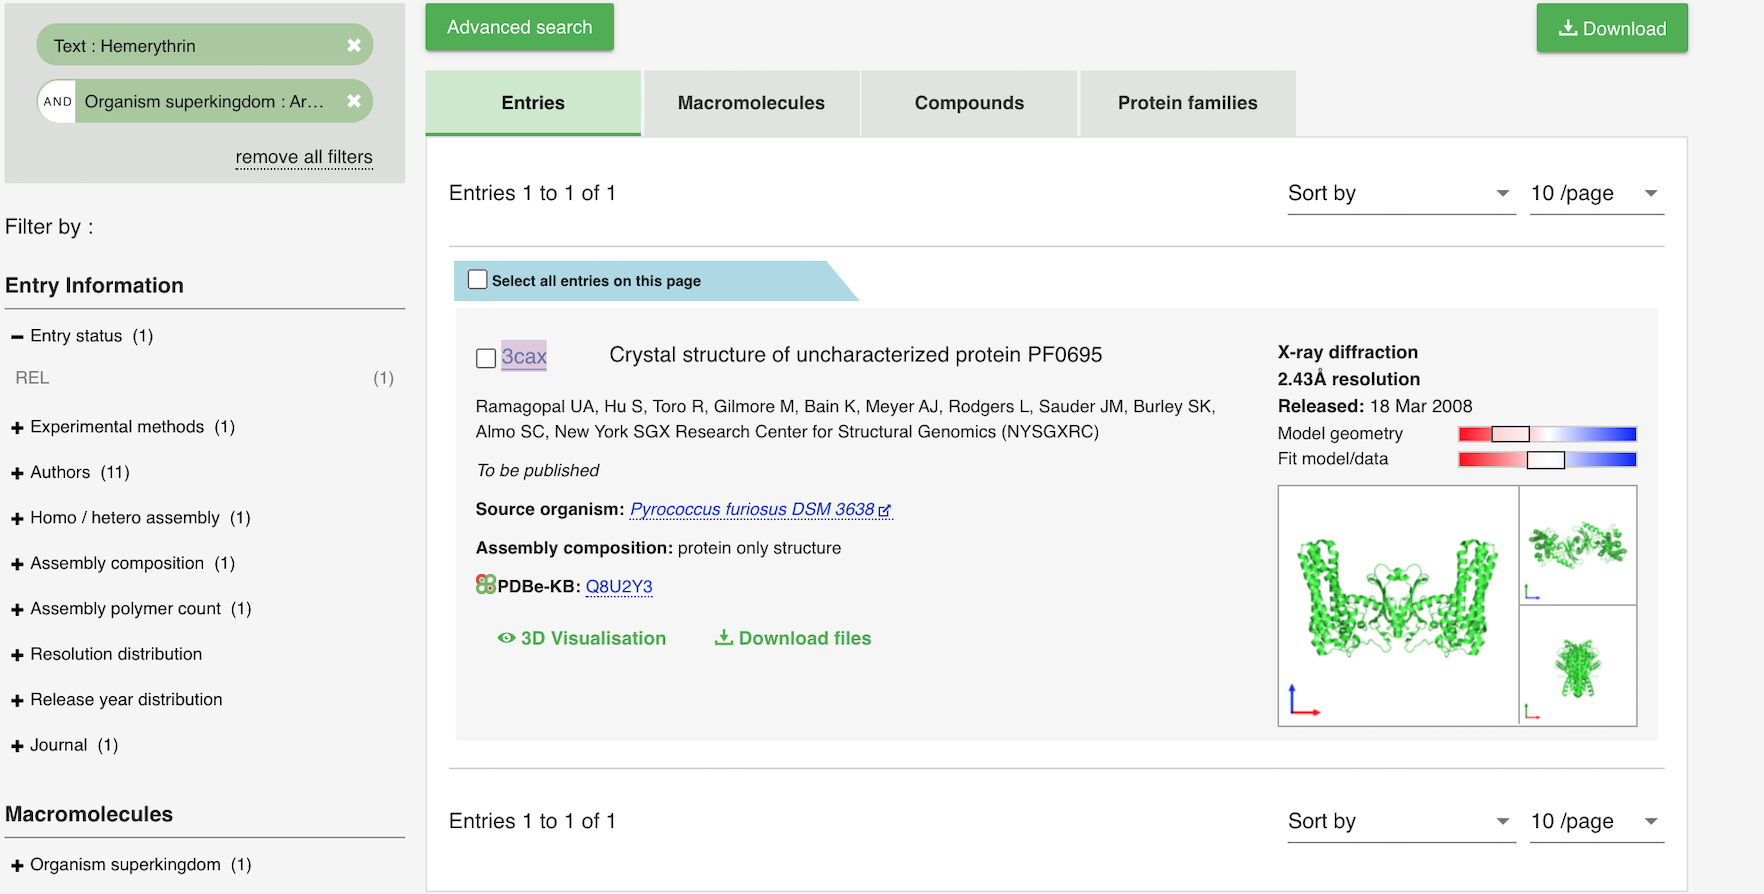 Text : Hemerythrin
AND Organism superkingdom : Ar...
remove all filters
Filter by :
Entry Information
Entry status (1)
REL (1)
Experimental methods (1)
Authors (11)
Homo / hetero assembly (1)
Assembly composition (1)
Assembly polymer count (1)
Resolution distribution
Release year distribution
Journal (1)
Macromolecules
Organism superkingdom (1)
Advanced search
Download
Entries
Macromolecules
Compounds
Protein families
Entries 1 to 1 of 1
Sort by
10 /page
Select all entries on this page
3cax
Crystal structure of uncharacterized protein PF0695
Ramagopal UA, Hu S, Toro R, Gilmore M, Bain K, Meyer AJ, Rodgers L, Sauder JM, Burley SK,
Almo SC, New York SGX Research Center for Structural Genomics (NYSGXRC)
To be published
Source organism: Pyrococcus furiosus DSM 3638
Assembly composition: protein only structure
PDBe-KB: Q8U2Y3
3D Visualisation
Download files
X-ray diffraction
2.43Å resolution
Released: 18 Mar 2008
Model geometry
Fit model/data
Entries 1 to 1 of 1
Sort by
10 /page